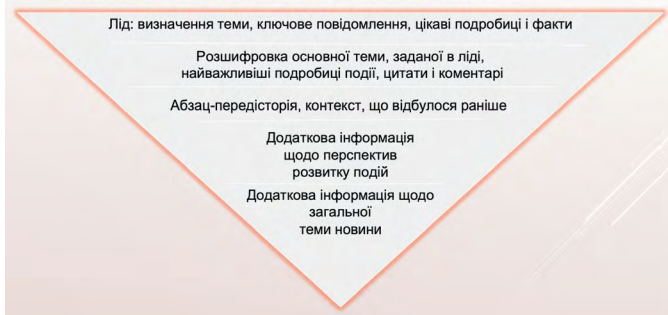 Лід: визначення теми, ключове повідомлення, цікаві подробиці і факти
Розшифровка основної теми, заданої в ліді,
найважливіші подробиці події, цитати і коментарі
Абзац-передісторія, контекст, що відбулося раніше
Додаткова інформація
щодо перспектив
розвитку подій
Додаткова інформація щодо
загальної
теми новини